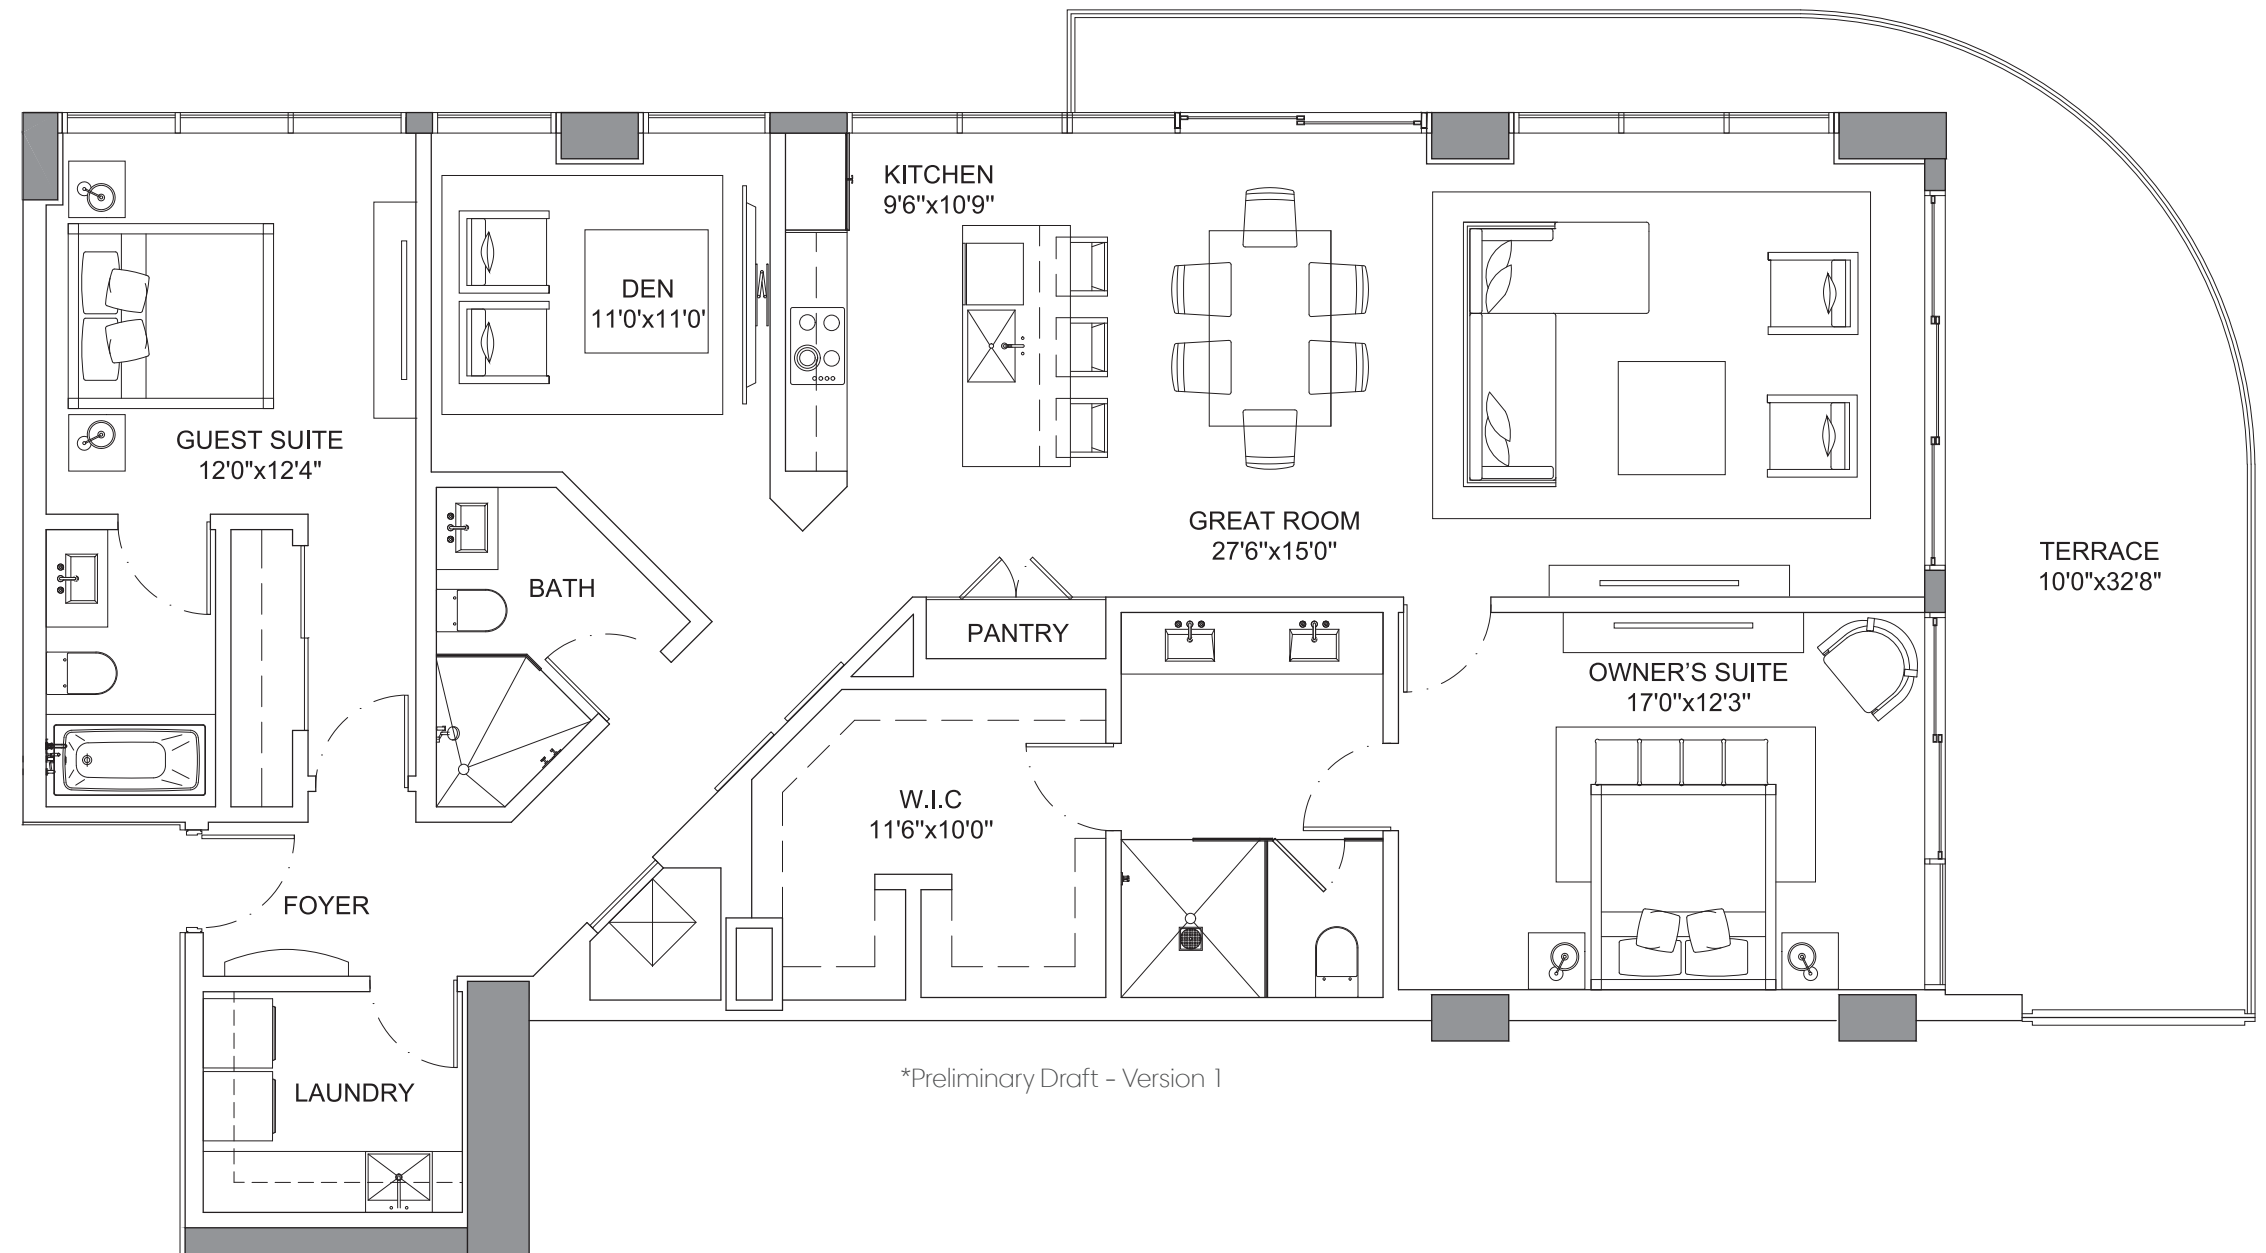 KITCHEN
9'6"x10'9"
DEN
11'0'x11'0'
GUEST SUITE
12'0"x12'4"
GREAT ROOM
27'6"x15'0"
TERRACE
10'0"x32'8"
BATH
PANTRY
OWNER'S SUITE
17'0"x12'3"
W.I.C
11'6"x10'0"
FOYER
LAUNDRY
*Preliminary Draft - Version 1